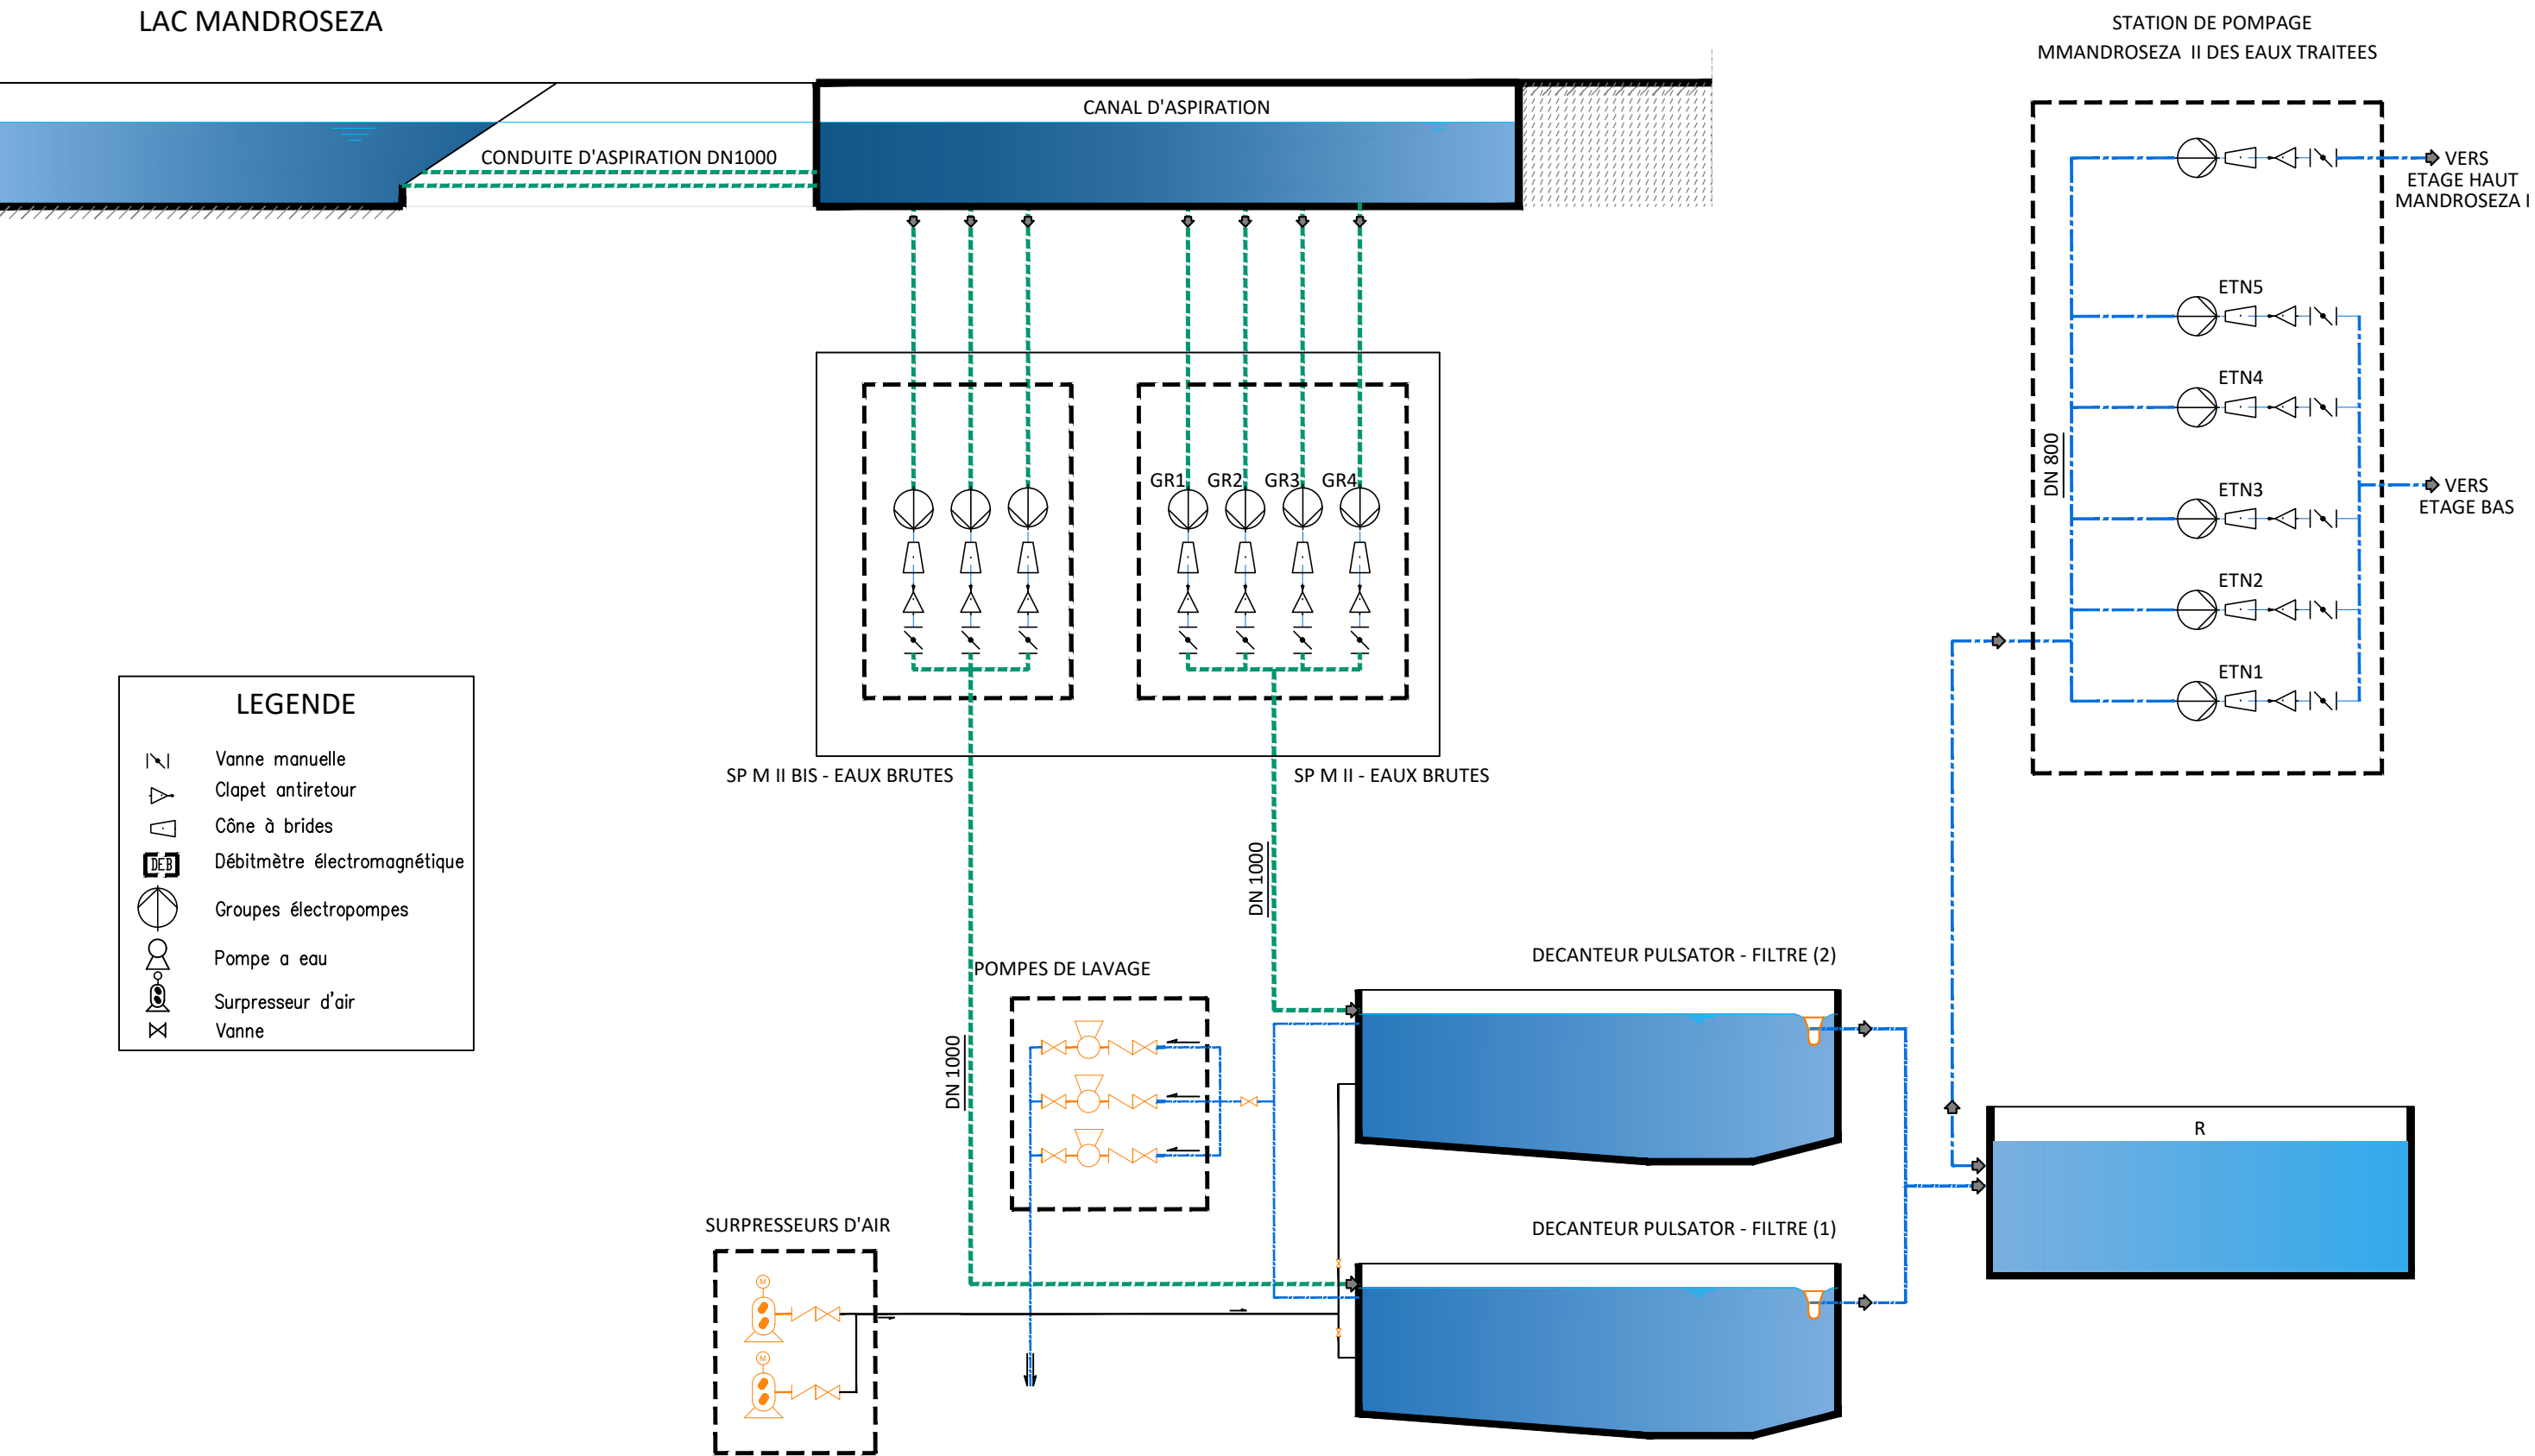 LAC MANDROSEZA
STATION DE POMPAGE
MMANDROSEZA II DES EAUX TRAITEES
CANAL D'ASPIRATION
CONDUITE D'ASPIRATION DN1000
VERS
ETAGE HAUT
MANDROSEZA I
ETN5
ETN4
DN 800
ETN3
VERS
ETAGE BAS
ETN2
ETN1
GR1
GR2
GR3
GR4
SP M II BIS - EAUX BRUTES
SP M II - EAUX BRUTES
LEGENDE
Vanne manuelle
Clapet antiretour
Cône à brides
DEB
Débitmètre électromagnétique
Groupes électropompes
Pompe a eau
Surpresseur d'air
Vanne
DN 1000
DN 1000
POMPES DE LAVAGE
DECANTEUR PULSATOR - FILTRE (2)
R
SURPRESSEURS D'AIR
DECANTEUR PULSATOR - FILTRE (1)
M
M